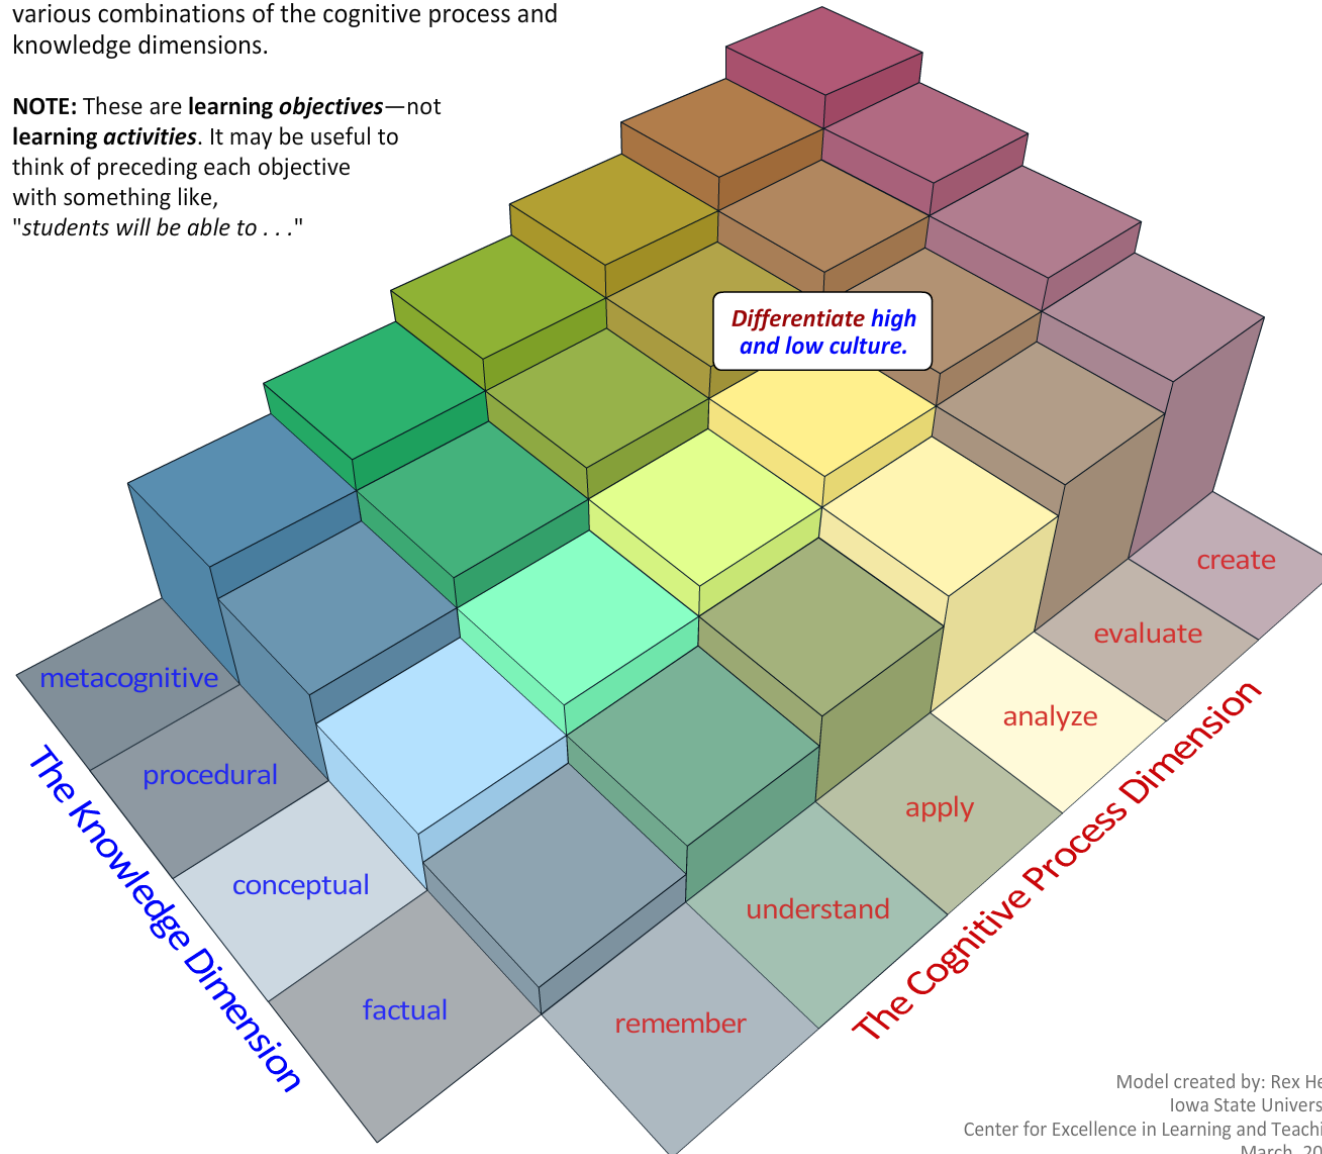 various combinations of the cognitive process and
knowledge dimensions.
NOTE: These are learning objectives—not
learning activities. It may be useful to
think of preceding each objective
with something like,
"students will be able to . . ."
Differentiate high
and low culture.
create
evaluate
analyze
apply
understand
remember
metacognitive
procedural
conceptual
factual
The Knowledge Dimension
The Cognitive Process Dimension
Model created by: Rex
Iowa State
Center for Excellence in Learning and
March,